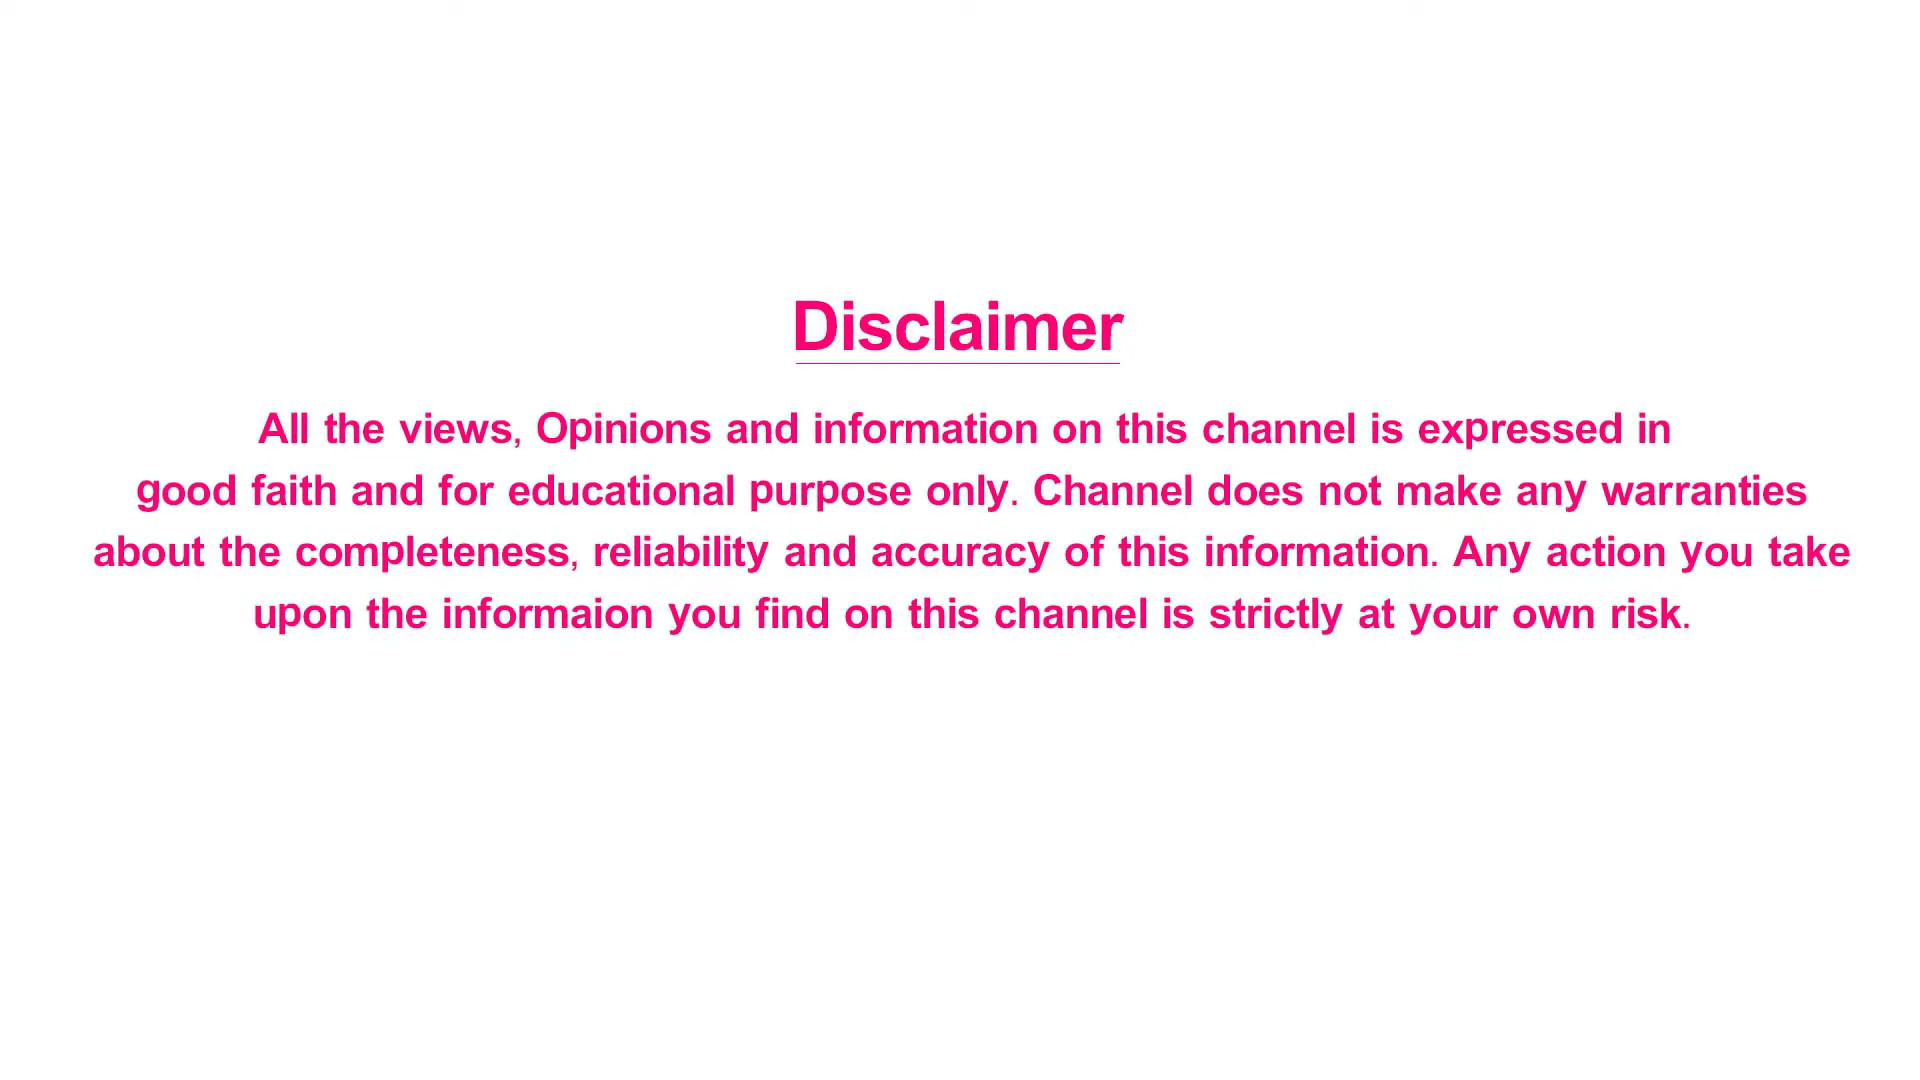 Disclaimer
All the views, Opinions and information on this channel is expressed in
good faith and for educational purpose only. Channel does not make any warranties
about the completeness, reliability and accuracy of this information. Any action you take
upon the informaion you find on this channel is strictly at your own risk.